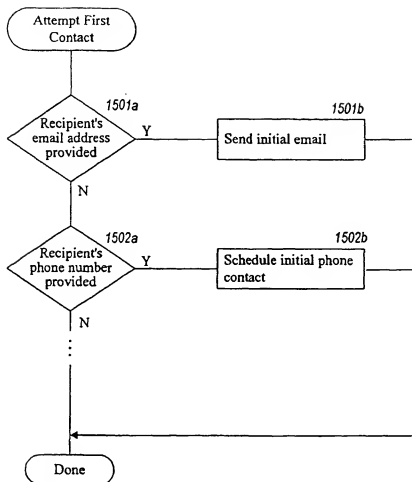 Attempt First
Contact
1501a
Recipient's
email address
provided
Y
1501b
Send initial email
N
1502a
Recipient's
phone number
provided
Y
1502b
Schedule initial phone
contact
N
Done